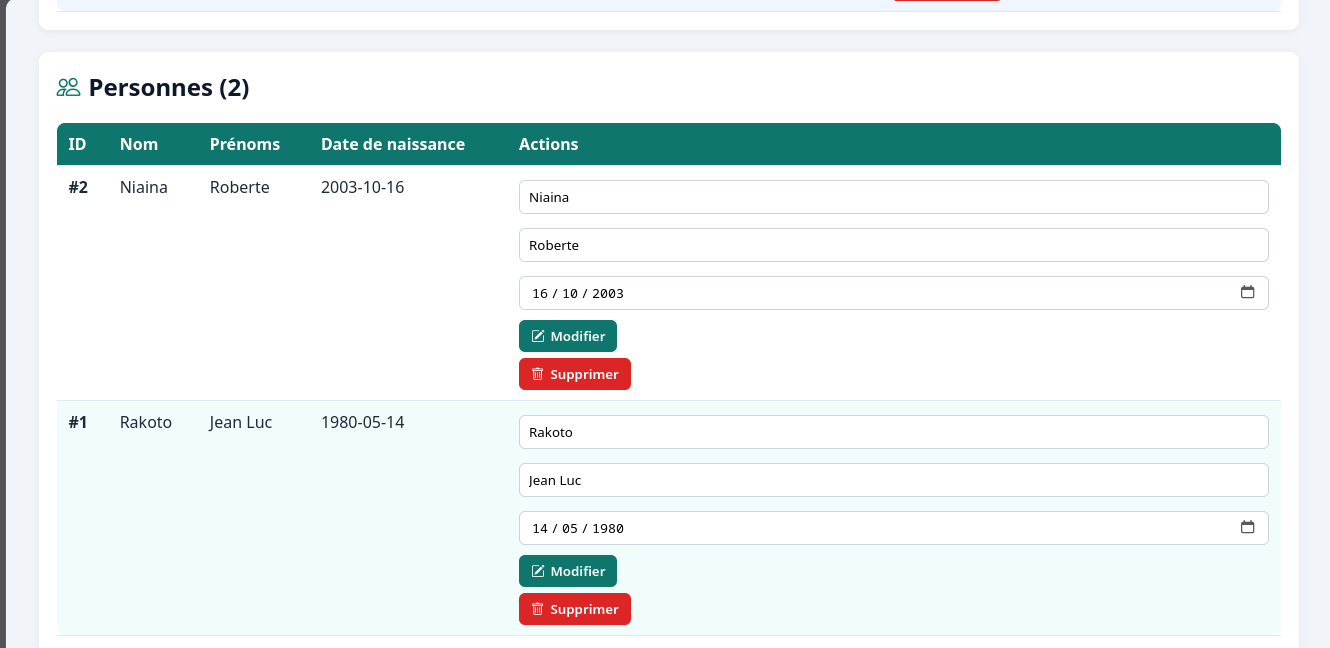 Personnes (2)
ID Nom Prénoms Date de naissance Actions
#2 Niaina Roberte 2003-10-16
Niaina
Roberte
16 / 10 / 2003
Modifier
Supprimer
#1 Rakoto Jean Luc 1980-05-14
Rakoto
Jean Luc
14 / 05 / 1980
Modifier
Supprimer